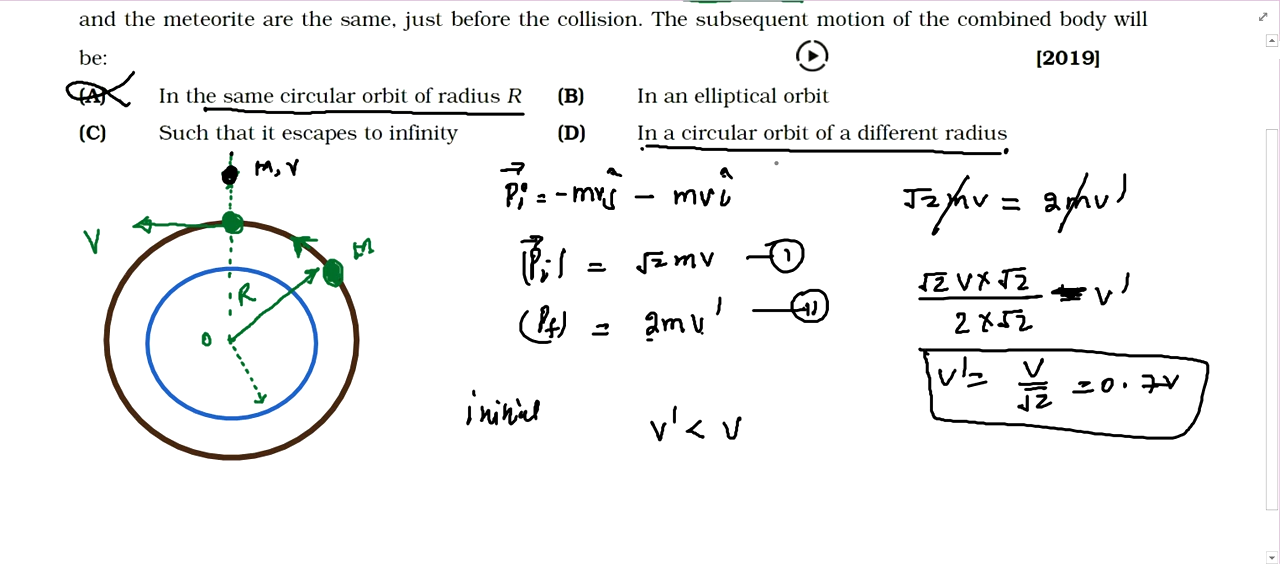 and the meteorite are the same, just before the collision. The subsequent motion of the combined body will
be: [2019]
(A) In the same circular orbit of radius R (B) In an elliptical orbit
(C) Such that it escapes to infinity (D) In a circular orbit of a different radius
m, v
V
m
R
O
P⃗i = -mvĵ - mvî
|P⃗i| = √2 mv — (1)
(Pf) = 2mv' — (11)
initial
v' < v
√2 mv = 2mv'
√2 v × √2 / 2 × √2 = v'
v' = v/√2 = 0.7v